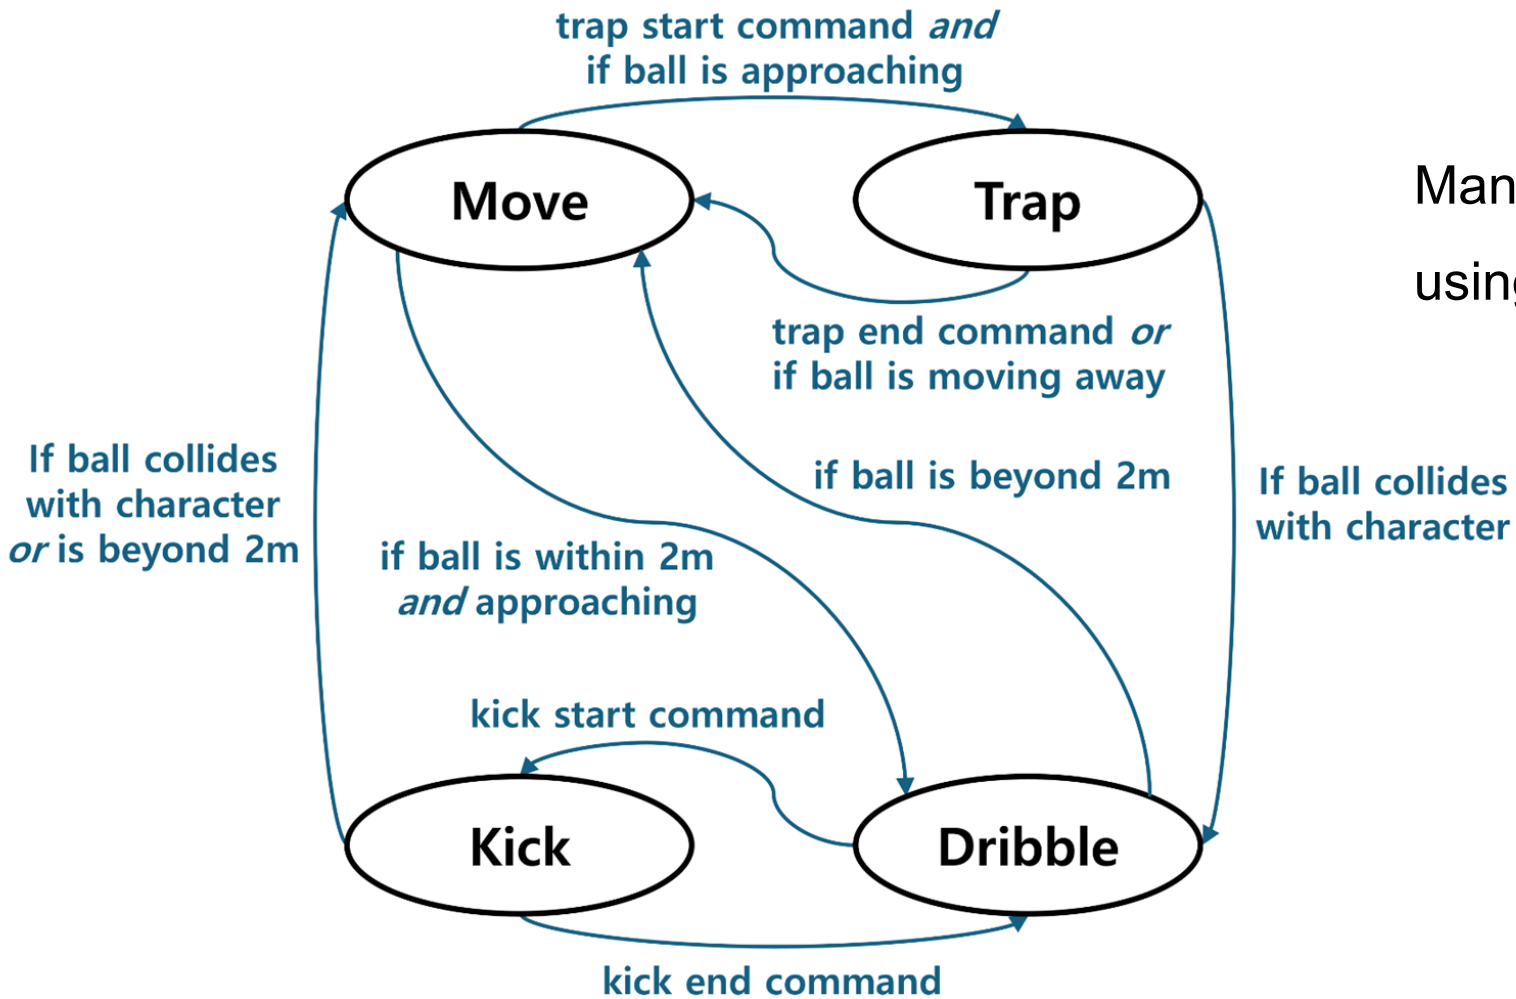 trap start command and
if ball is approaching
Move
Trap
Man
using
trap end command or
if ball is moving away
If ball collides
with character
or is beyond 2m
if ball is beyond 2m
If ball collides
with character
if ball is within 2m
and approaching
kick start command
Kick
Dribble
kick end command